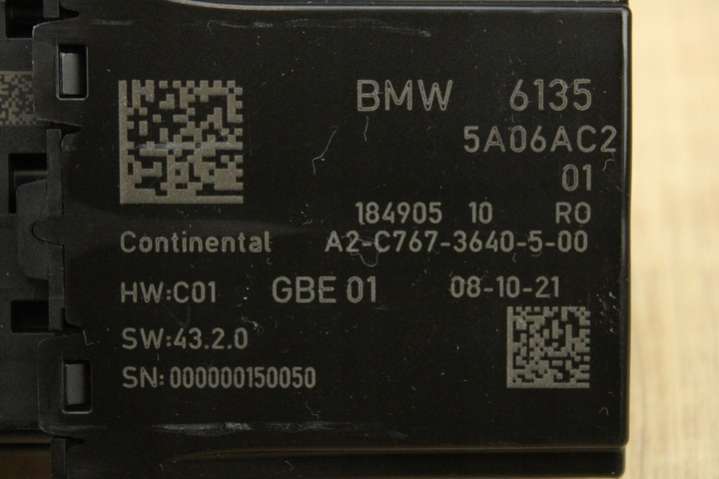 BMW 6135
5A06AC2
01
184905 10 RO
Continental A2-C767-3640-5-00
HW:C01 GBE 01 08-10-21
SW:43.2.0
SN:000000150050